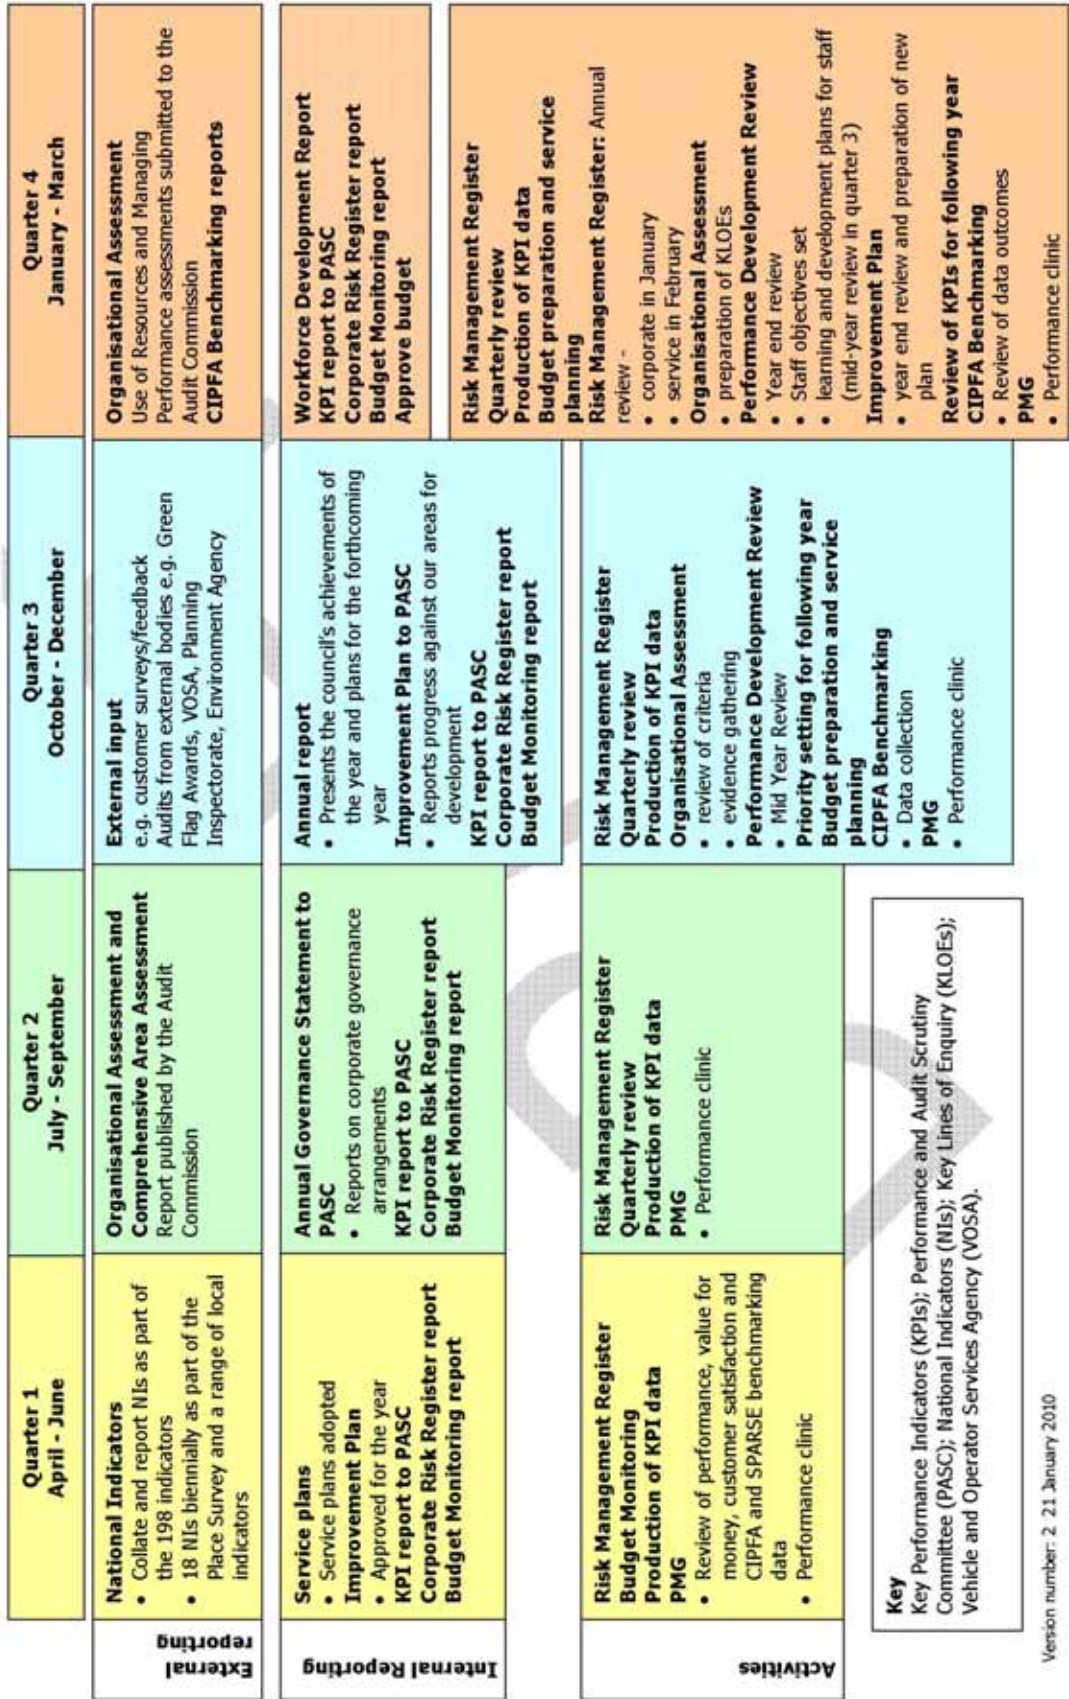 Quarter 1
April - June
Quarter 2
July - September
Quarter 3
October - December
Quarter 4
January - March
External
reporting
National Indicators
• Collate and report NIs as part of
the 198 indicators
• 18 NIs biennially as part of the
Place Survey and a range of local
indicators
Organisational Assessment and
Comprehensive Area Assessment
Report published by the Audit
Commission
External input
e.g. customer surveys/feedback
Audits from external bodies e.g. Green
Flag Awards, VOSA, Planning
Inspectorate, Environment Agency
Organisational Assessment
Use of Resources and Managing
Performance assessments submitted to the
Audit Commission
CIPFA Benchmarking reports
Internal Reporting
Service plans
• Service plans adopted
Improvement Plan
• Approved for the year
KPI report to PASC
Corporate Risk Register report
Budget Monitoring report
Annual Governance Statement to
PASC
• Reports on corporate governance
arrangements
KPI report to PASC
Corporate Risk Register report
Budget Monitoring report
Annual report
• Presents the council's achievements of
the year and plans for the forthcoming
year
Improvement Plan to PASC
• Reports progress against our areas for
development
KPI report to PASC
Corporate Risk Register report
Budget Monitoring report
Workforce Development Report
KPI report to PASC
Corporate Risk Register report
Budget Monitoring report
Approve budget
Activities
Risk Management Register
Budget Monitoring
Production of KPI data
PMG
• Review of performance, value for
money, customer satisfaction and
CIPFA and SPARSE benchmarking
data
• Performance clinic
Risk Management Register
Quarterly review
Production of KPI data
PMG
• Performance clinic
Risk Management Register
Quarterly review
Production of KPI data
Organisational Assessment
• review of criteria
• evidence gathering
Performance Development Review
• Mid Year Review
Priority setting for following year
Budget preparation and service
planning
CIPFA Benchmarking
• Data collection
PMG
• Performance clinic
Risk Management Register
Quarterly review
Production of KPI data
Budget preparation and service
planning
Risk Management Register: Annual
review -
• corporate in January
• service in February
Organisational Assessment
• preparation of KLOEs
Performance Development Review
• Year end review
• Staff objectives set
• learning and development plans for staff
(mid-year review in quarter 3)
Improvement Plan
• year end review and preparation of new
plan
Review of KPIs for following year
CIPFA Benchmarking
• Review of data outcomes
PMG
• Performance clinic
Key
Key Performance Indicators (KPIs); Performance and Audit Scrutiny
Committee (PASC); National Indicators (NIs); Key Lines of Enquiry (KLOEs);
Vehicle and Operator Services Agency (VOSA).
Version number: 2 21 January 2010